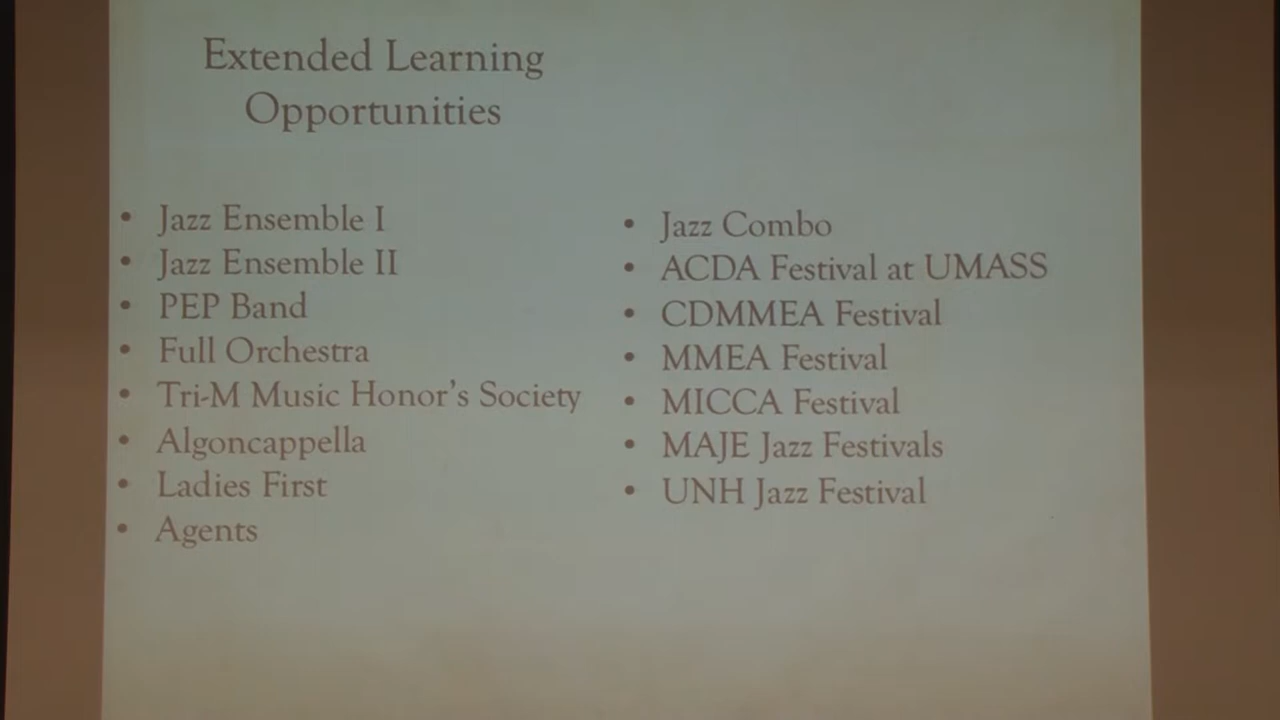 Extended Learning
Opportunities
• Jazz Ensemble I
• Jazz Ensemble II
• PEP Band
• Full Orchestra
• Tri-M Music Honor's Society
• Algoncappella
• Ladies First
• Agents
• Jazz Combo
• ACDA Festival at UMASS
• CDMMEA Festival
• MMEA Festival
• MICCA Festival
• MAJE Jazz Festivals
• UNH Jazz Festival